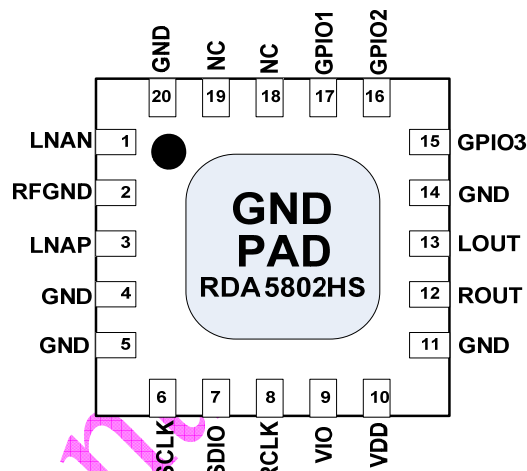 GND
NC
NC
GPIO1
GPIO2
20
19
18
17
16
LNAN
1
15
GPIO3
RFGND
2
14
GND
LNAP
3
13
LOUT
GND
4
12
ROUT
GND
5
11
GND
GND
PAD
RDA5802HS
6
7
8
9
10
SCLK
SDIO
RCLK
VIO
VDD